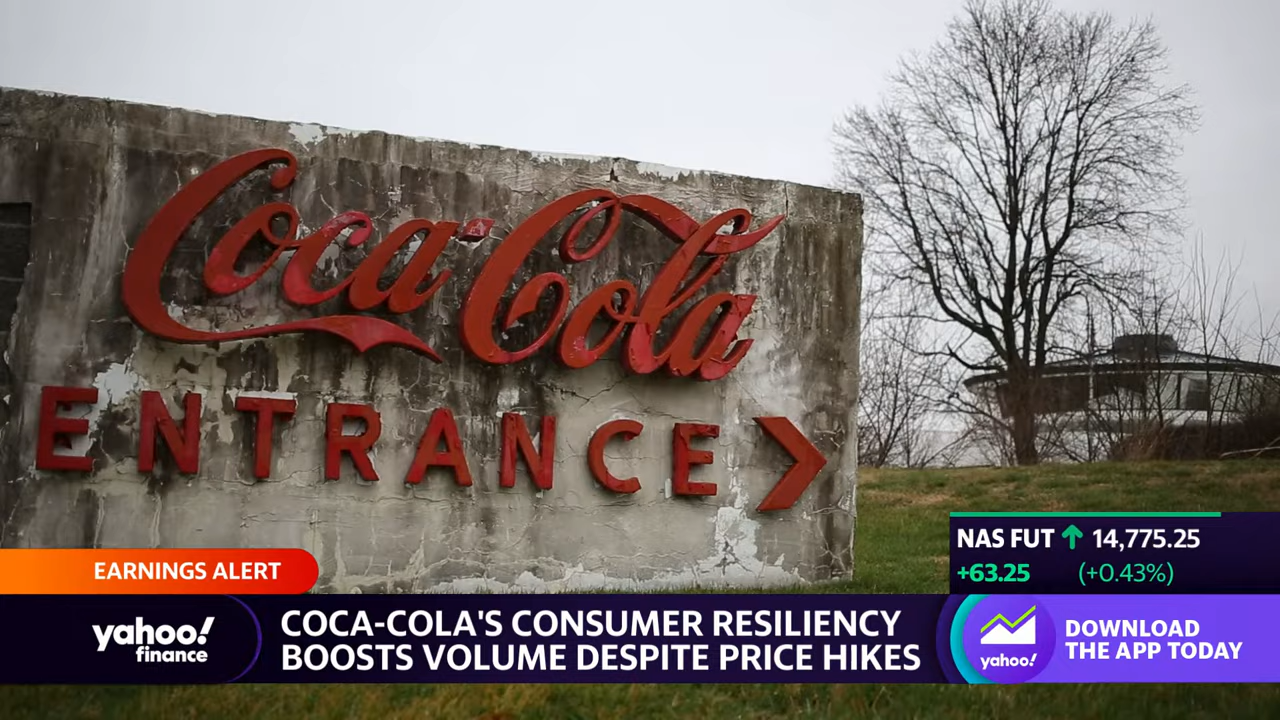 Coca-Cola
ENTRANCE
NAS FUT 14,775.25
+63.25 (+0.43%)
EARNINGS ALERT
yahoo!
finance
COCA-COLA'S CONSUMER RESILIENCY
BOOSTS VOLUME DESPITE PRICE HIKES
yahoo!
DOWNLOAD
THE APP TODAY